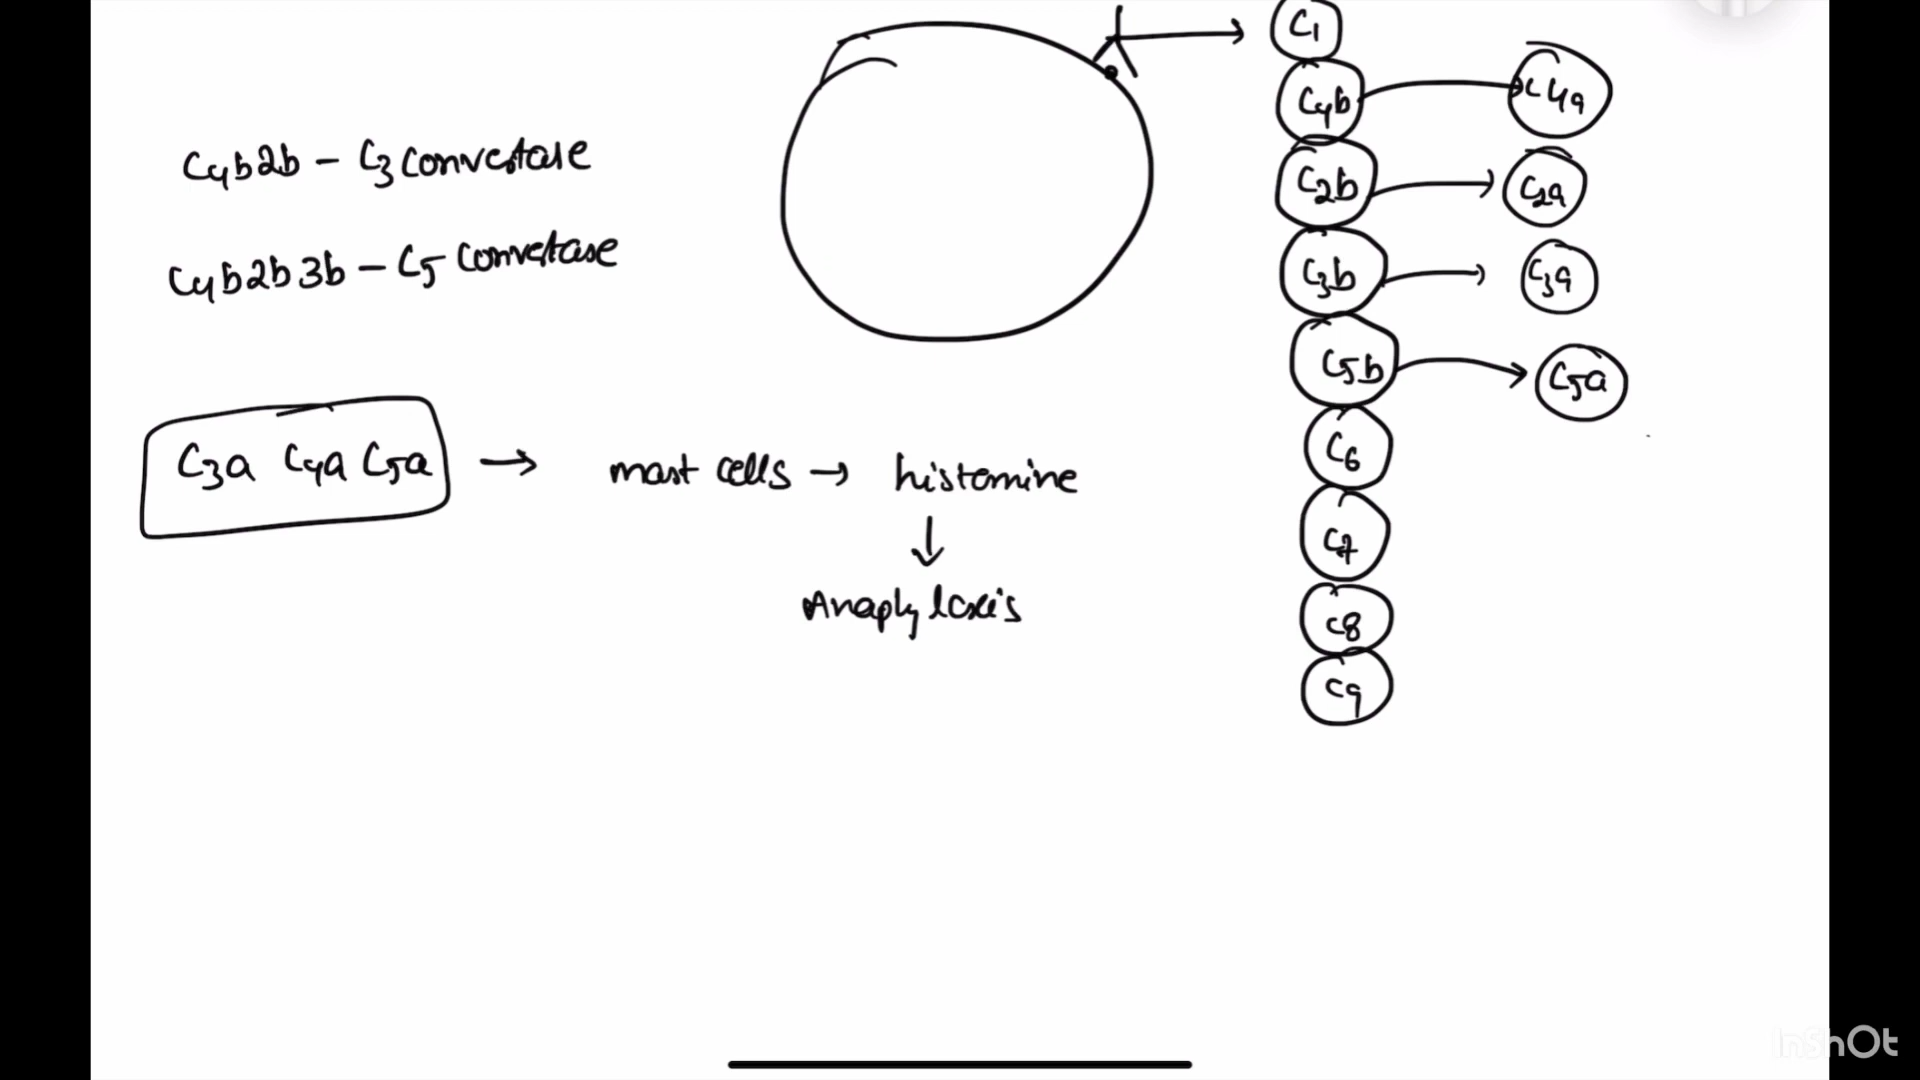 C1
C4b C4a
C4b2b - C3 convertase
C2b C2a
C4b2b3b - C5 convetase
C3b C3a
C5b C5a
C3a C4a C5a → mast cells → histamine
C6
C7
Anaphylaxis
C8
C9
InShOt